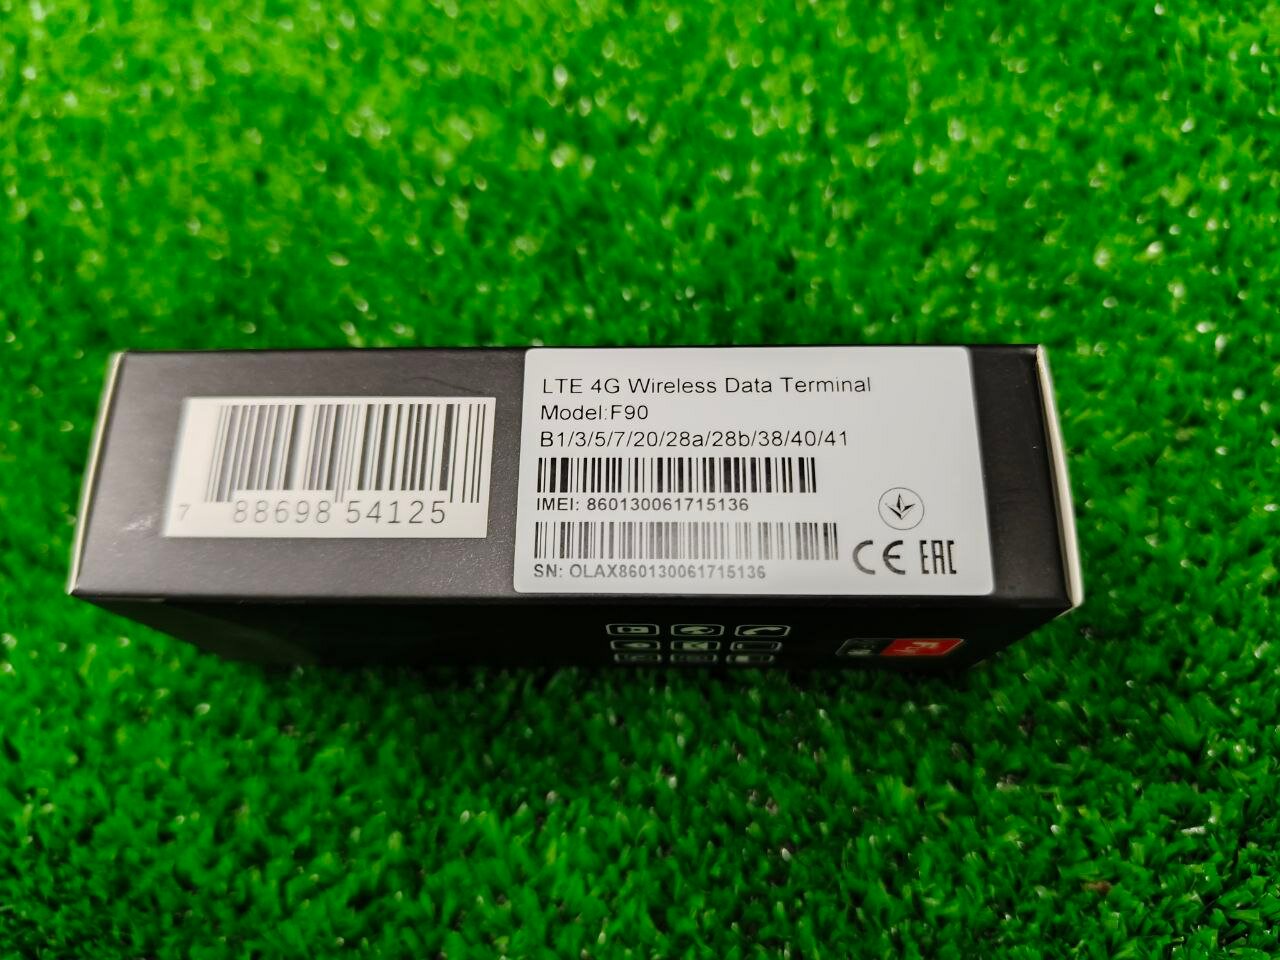 7 88698 54125
LTE 4G Wireless Data Terminal
Model:F90
B1/3/5/7/20/28a/28b/38/40/41
IMEI: 860130061715136
SN: OLAX860130061715136
CE EAC